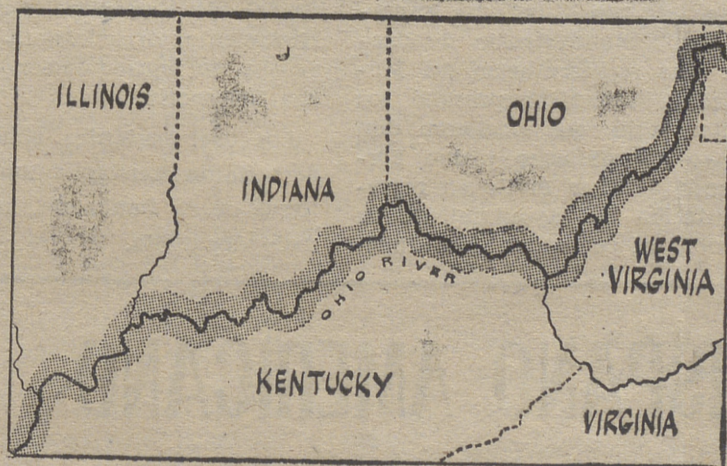 ILLINOIS
OHIO
INDIANA
WEST
VIRGINIA
OHIO RIVER
KENTUCKY
VIRGINIA